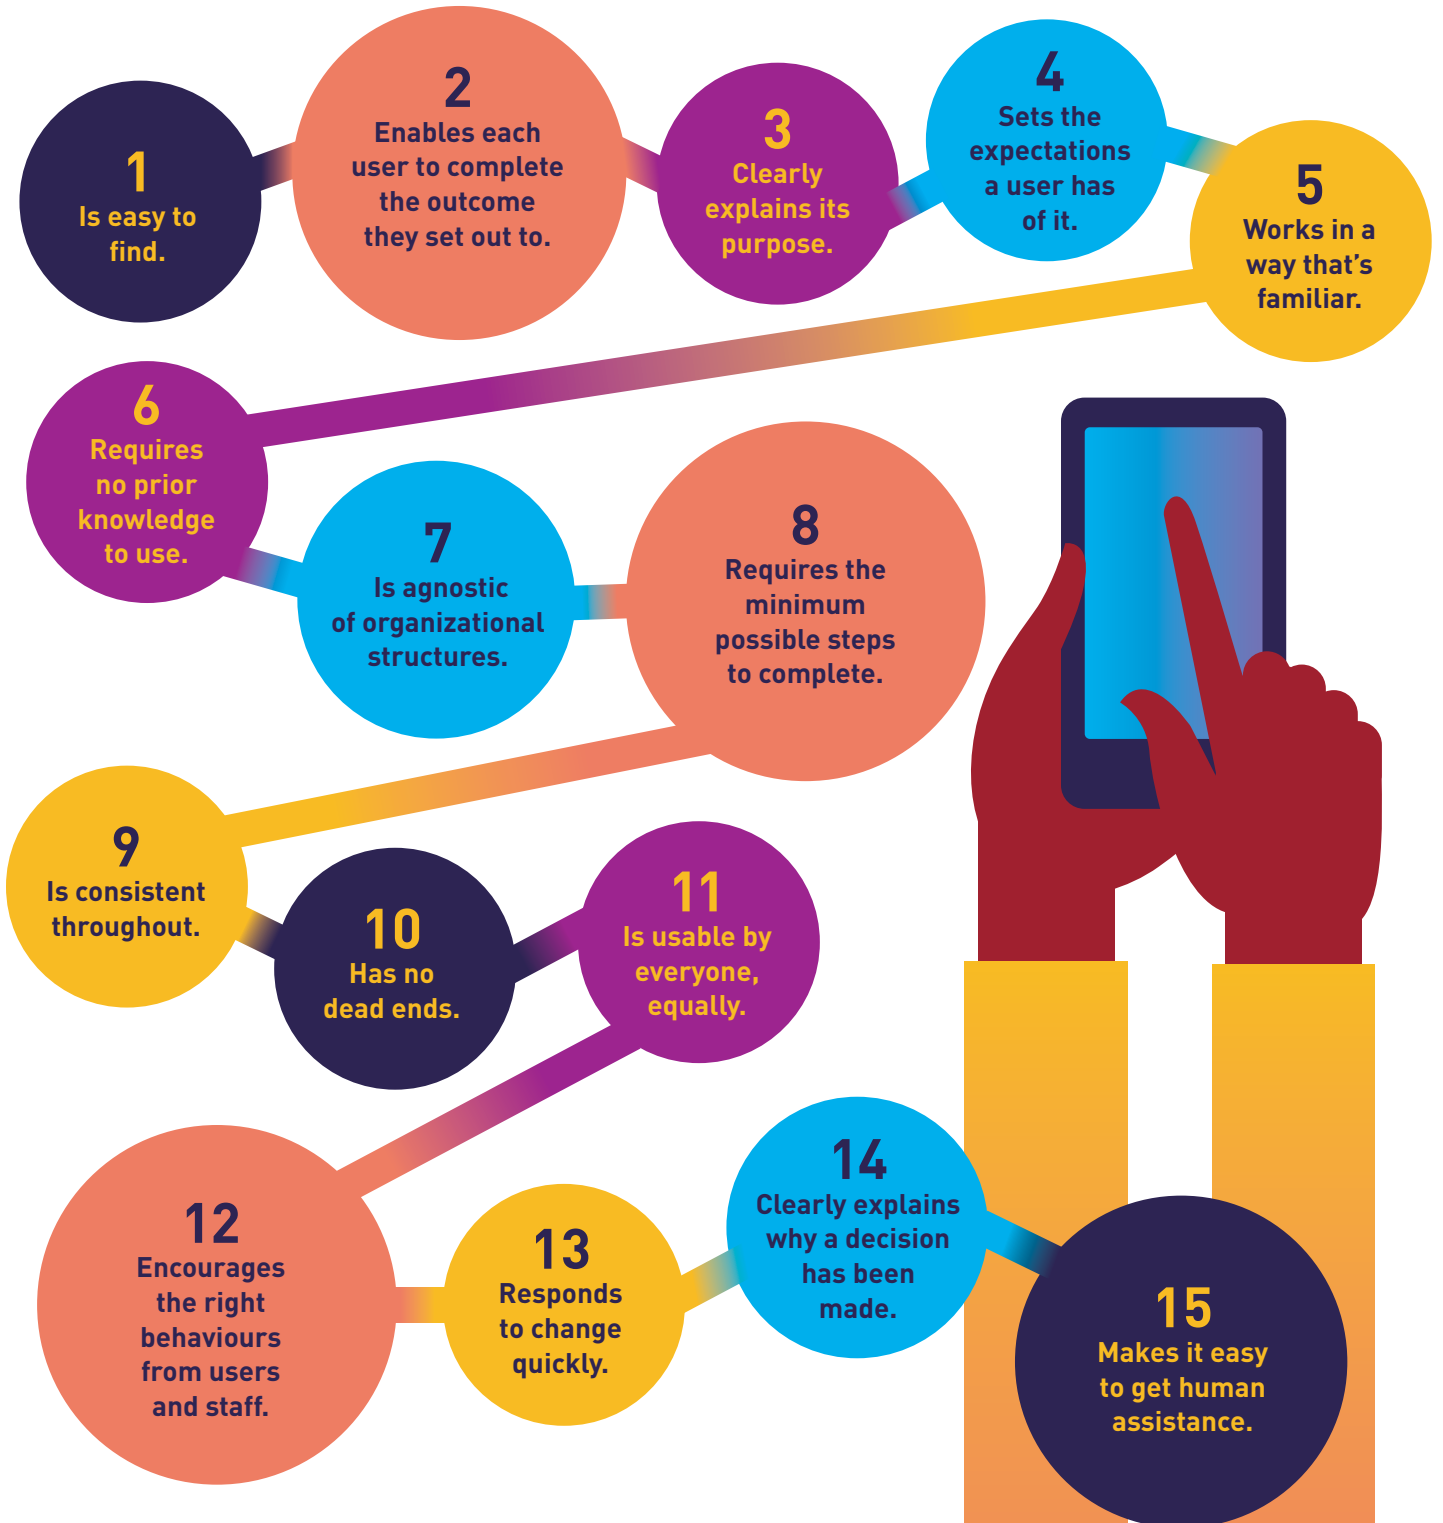 1
Is easy to
find.
2
Enables each
user to complete
the outcome
they set out to.
3
Clearly
explains its
purpose.
4
Sets the
expectations
a user has
of it.
5
Works in a
way that’s
familiar.
6
Requires
no prior
knowledge
to use.
7
Is agnostic
of organizational
structures.
8
Requires the
minimum
possible steps
to complete.
9
Is consistent
throughout.
10
Has no
dead ends.
11
Is usable by
everyone,
equally.
12
Encourages
the right
behaviours
from users
and staff.
13
Responds
to change
quickly.
14
Clearly explains
why a decision
has been
made.
15
Makes it easy
to get human
assistance.